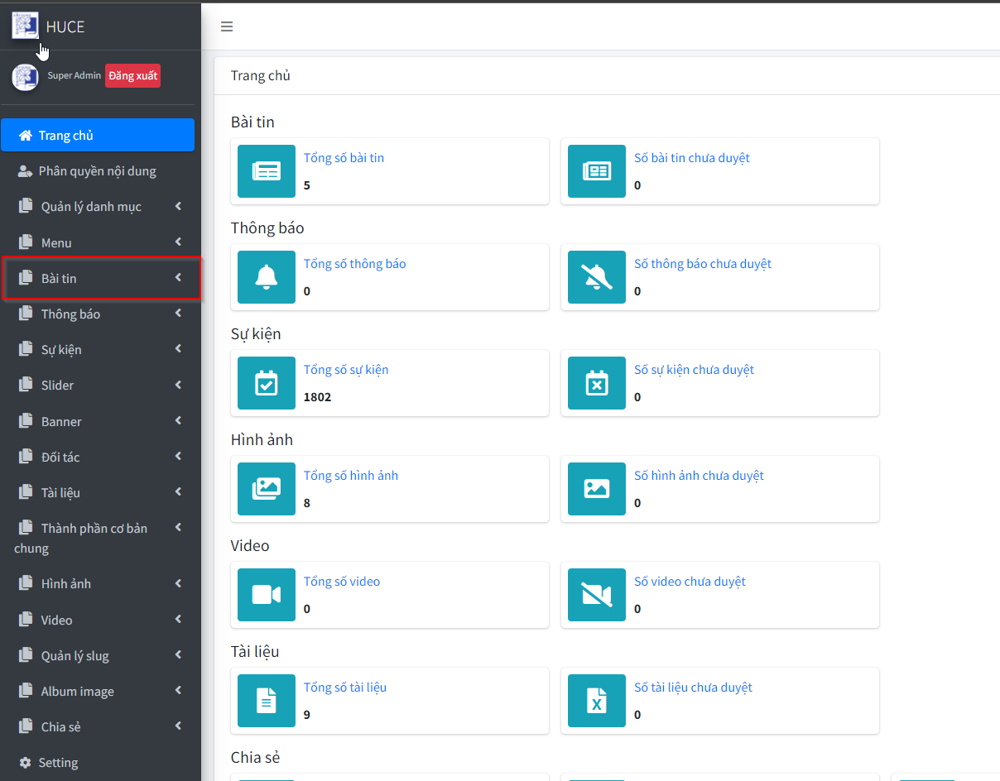 HUCE
Super Admin Đăng xuất
Trang chủ
Phân quyền nội dung
Quản lý danh mục
Menu
Bài tin
Thông báo
Sự kiện
Slider
Banner
Đối tác
Tài liệu
Thành phần cơ bản
chung
Hình ảnh
Video
Quản lý slug
Album image
Chia sẻ
Setting
Trang chủ
Bài tin
Tổng số bài tin
5
Số bài tin chưa duyệt
0
Thông báo
Tổng số thông báo
0
Số thông báo chưa duyệt
0
Sự kiện
Tổng số sự kiện
1802
Số sự kiện chưa duyệt
0
Hình ảnh
Tổng số hình ảnh
8
Số hình ảnh chưa duyệt
0
Video
Tổng số video
0
Số video chưa duyệt
0
Tài liệu
Tổng số tài liệu
9
Số tài liệu chưa duyệt
0
Chia sẻ